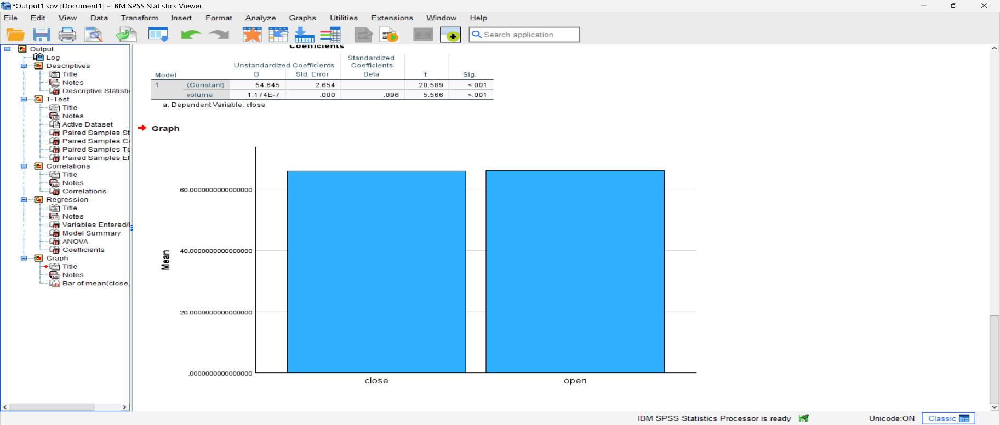 *Output1.spv [Document1] - IBM SPSS Statistics Viewer
File Edit View Data Transform Insert Format Analyze Graphs Utilities Extensions Window Help
Search application
Output
Log
Descriptives
Title
Notes
Descriptive Statisti
T-Test
Title
Notes
Active Dataset
Paired Samples St
Paired Samples C
Paired Samples Te
Paired Samples Ef
Correlations
Title
Notes
Correlations
Regression
Title
Notes
Variables Entered/
Model Summary
ANOVA
Coefficients
Graph
Title
Notes
Bar of mean(close,
Coefficients
Standardized
Unstandardized Coefficients Coefficients
Model B Std. Error Beta t Sig.
1 (Constant) 54.645 2.654 20.589 <.001
volume 1.174E-7 .000 .096 5.566 <.001
a. Dependent Variable: close
Graph
60.0000000000000000
40.0000000000000000
Mean
20.0000000000000000
.0000000000000000
close open
IBM SPSS Statistics Processor is ready Unicode:ON Classic